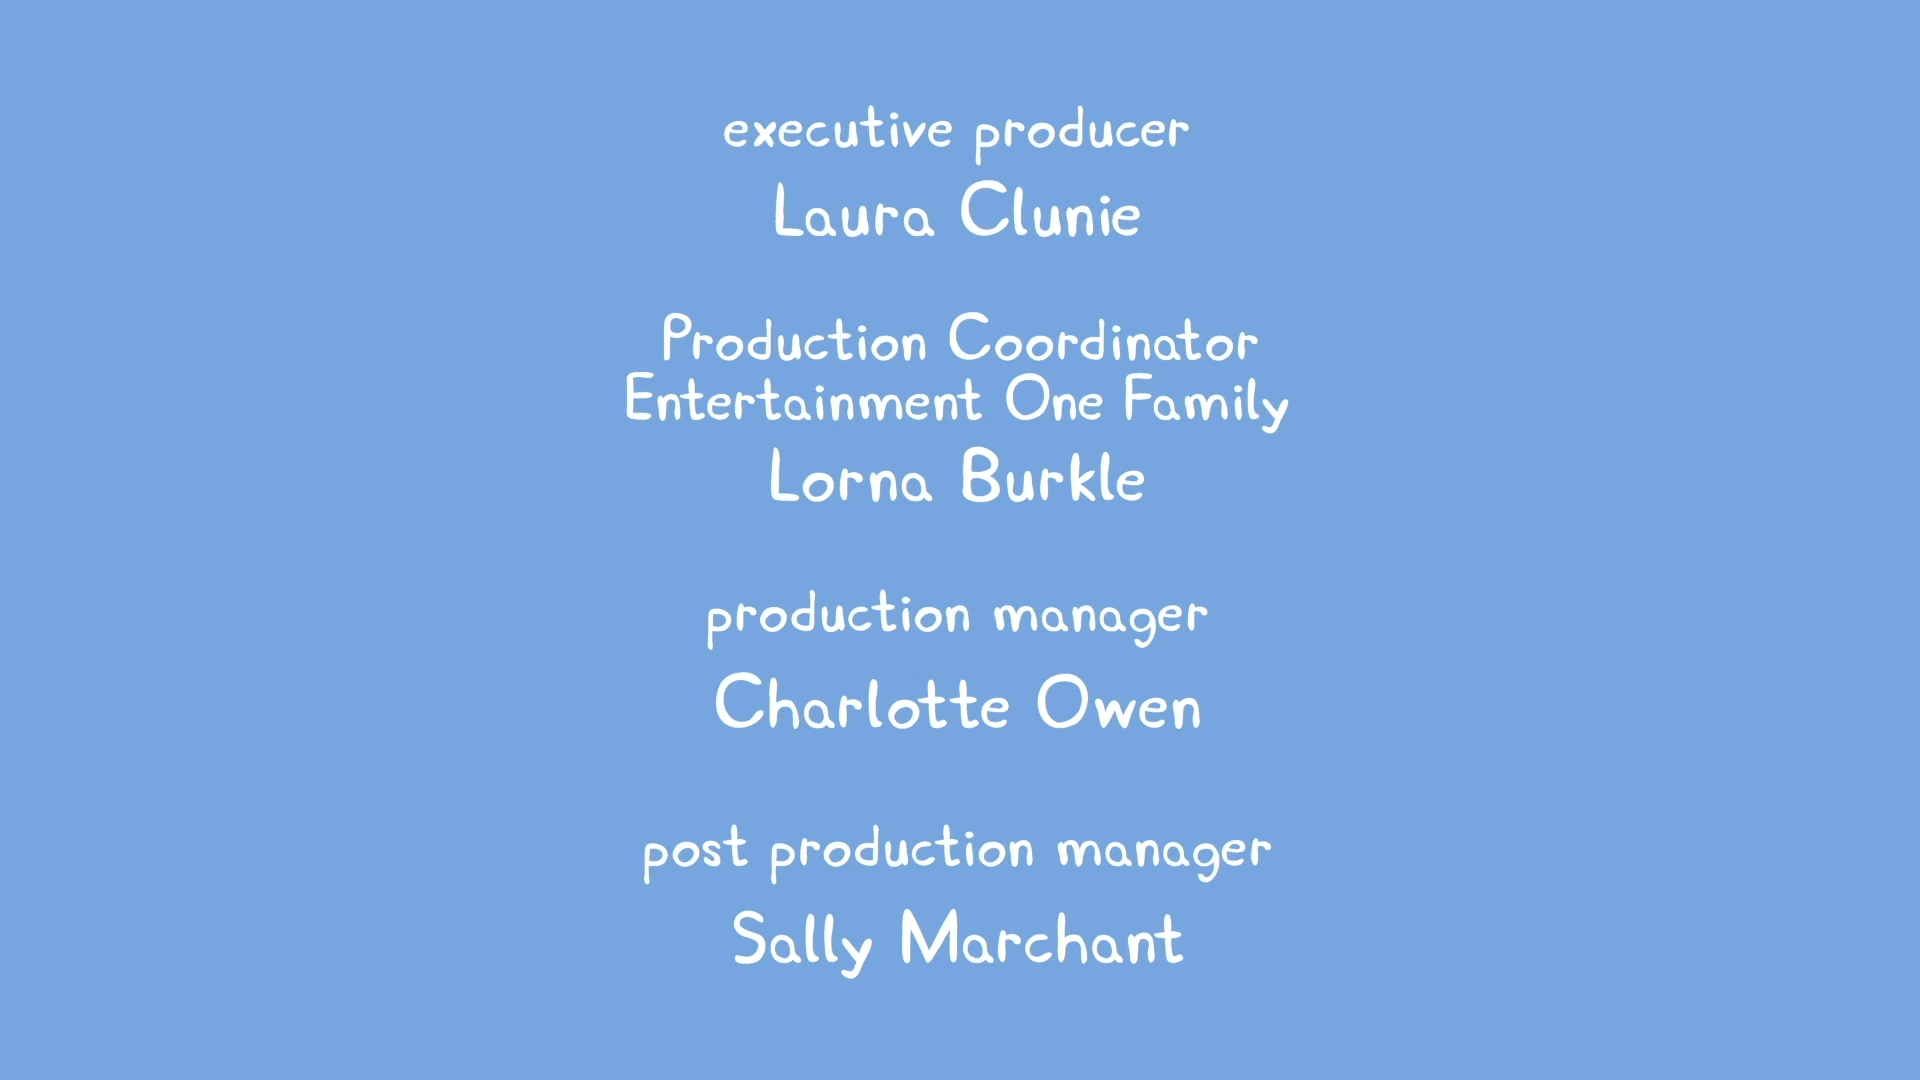 executive producer
Laura Clunie
Production Coordinator
Entertainment One Family
Lorna Burkle
production manager
Charlotte Owen
post production manager
Sally Marchant